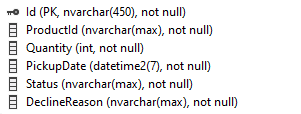 Id (PK, nvarchar(450), not null)
ProductId (nvarchar(max), not null)
Quantity (int, not null)
PickupDate (datetime2(7), not null)
Status (nvarchar(max), not null)
DeclineReason (nvarchar(max), not null)